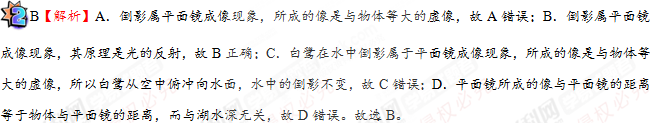 2 B【解析】A．倒影属平面镜成像现象，所成的像是与物体等大的虚像，故 A 错误；B．倒影属平面镜
成像现象，其原理是光的反射，故 B 正确；C．白鹭在水中倒影属于平面镜成像现象，所成的像是与物体等
大的虚像，所以白鹭从空中俯冲向水面，水中的倒影不变，故 C 错误；D．平面镜所成的像与平面镜的距离
等于物体与平面镜的距离，而与湖水深无关，故 D 错误。故选 B。